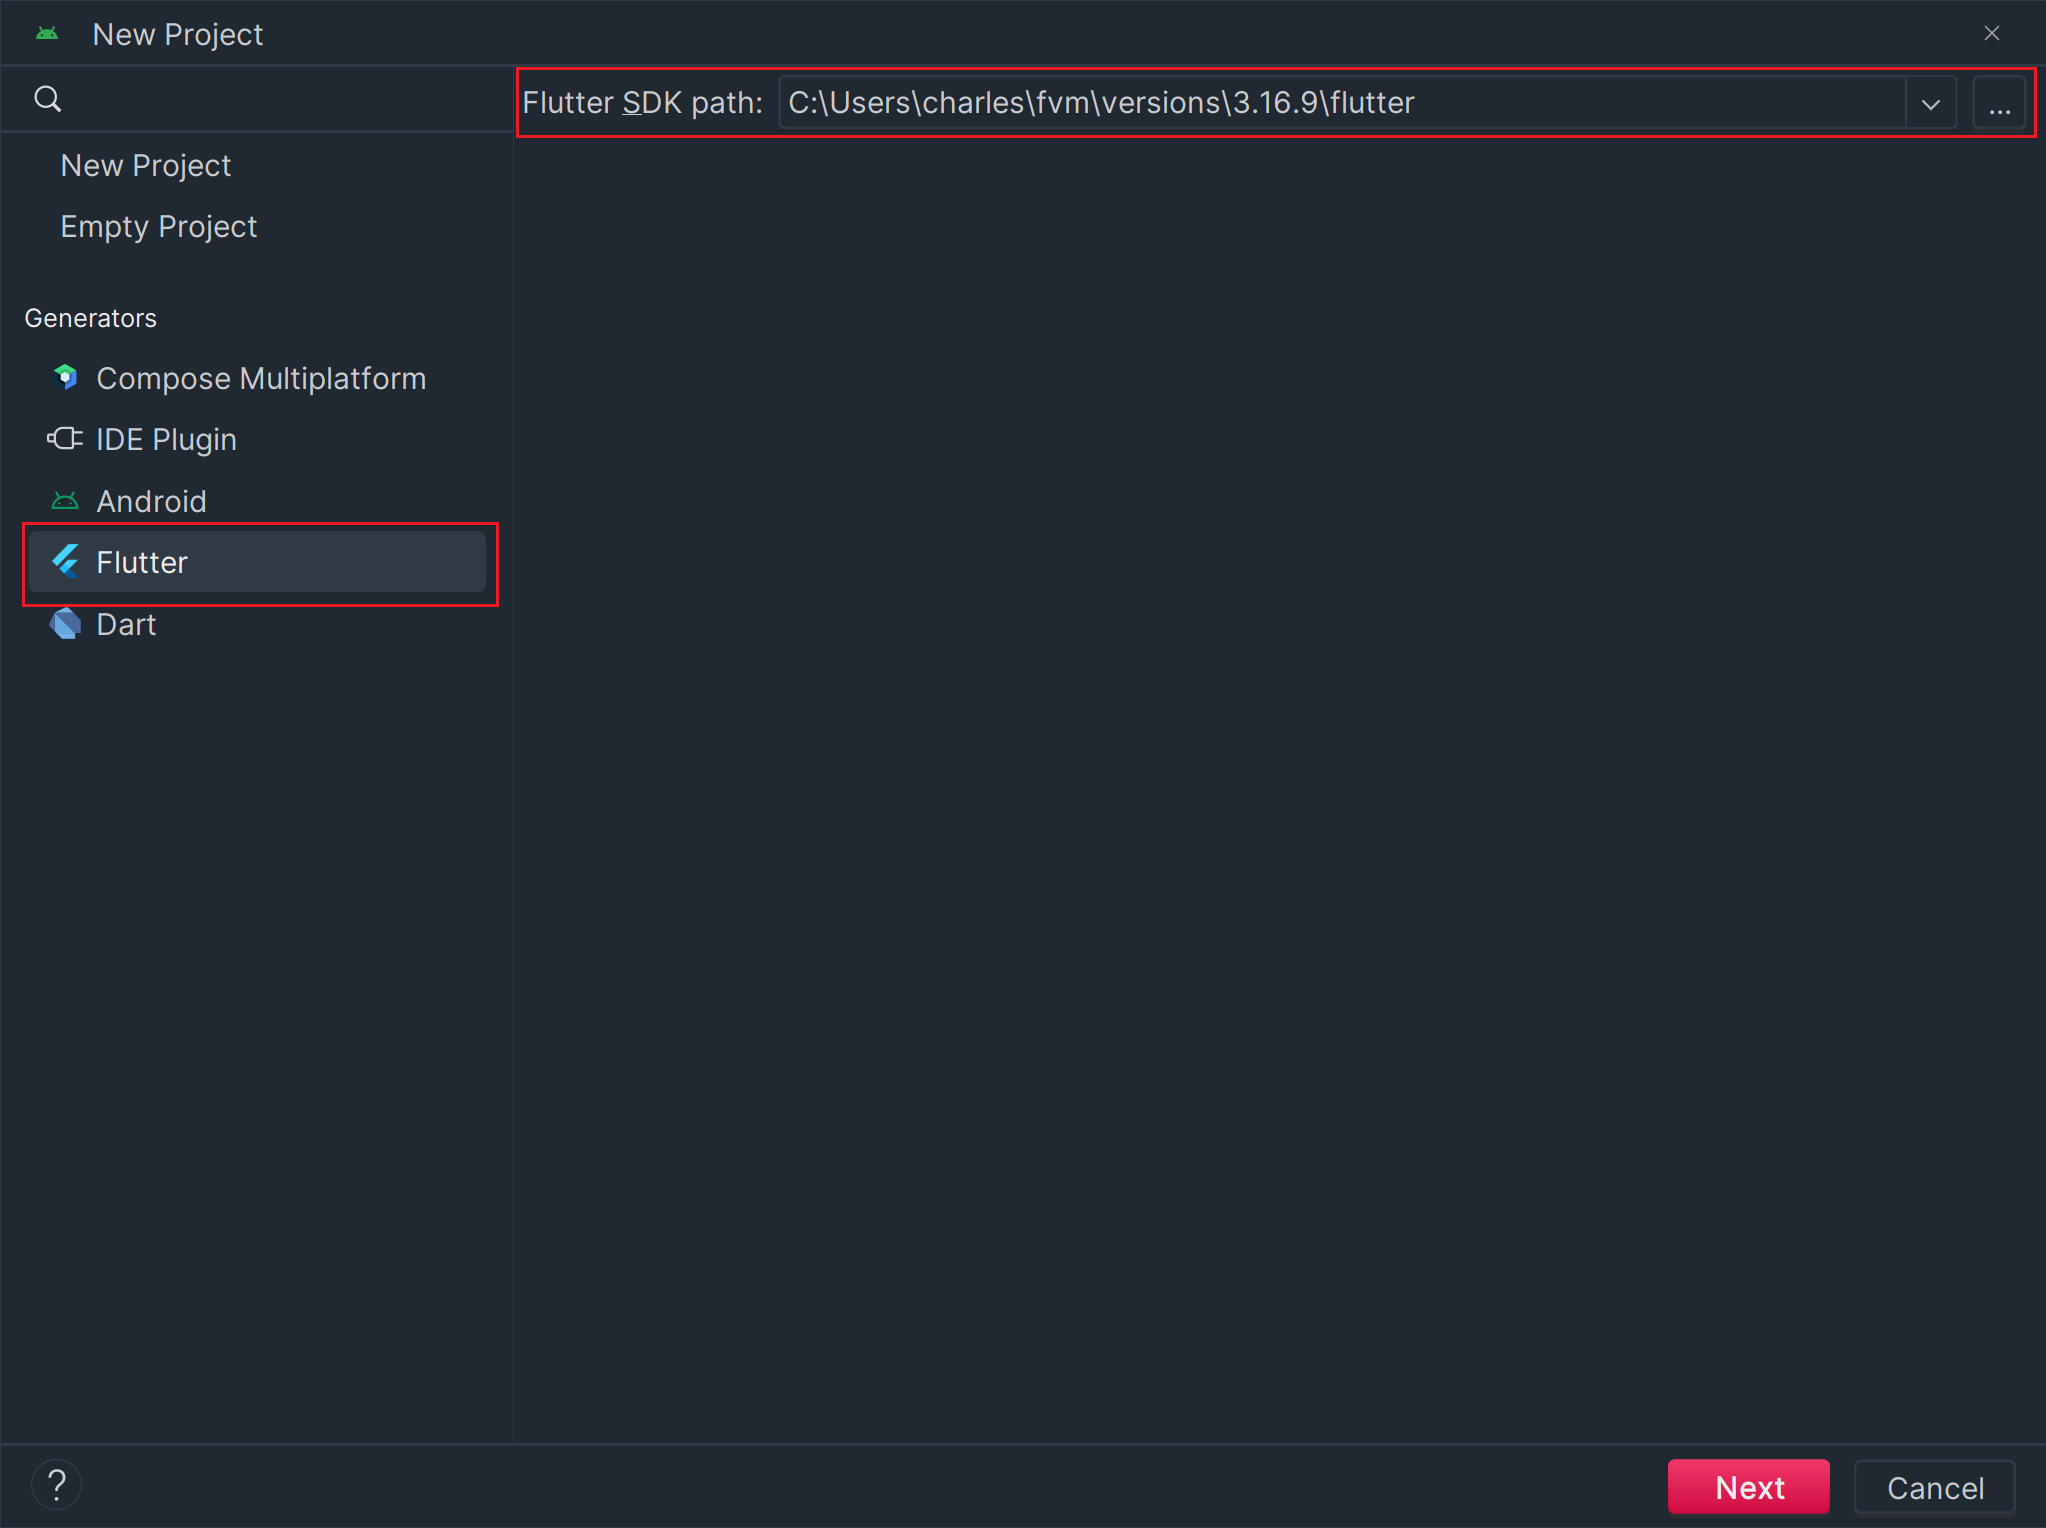 New Project
Flutter SDK path: C:\Users\charles\fvm\versions\3.16.9\flutter ...
New Project
Empty Project
Generators
Compose Multiplatform
IDE Plugin
Android
Flutter
Dart
? Next Cancel